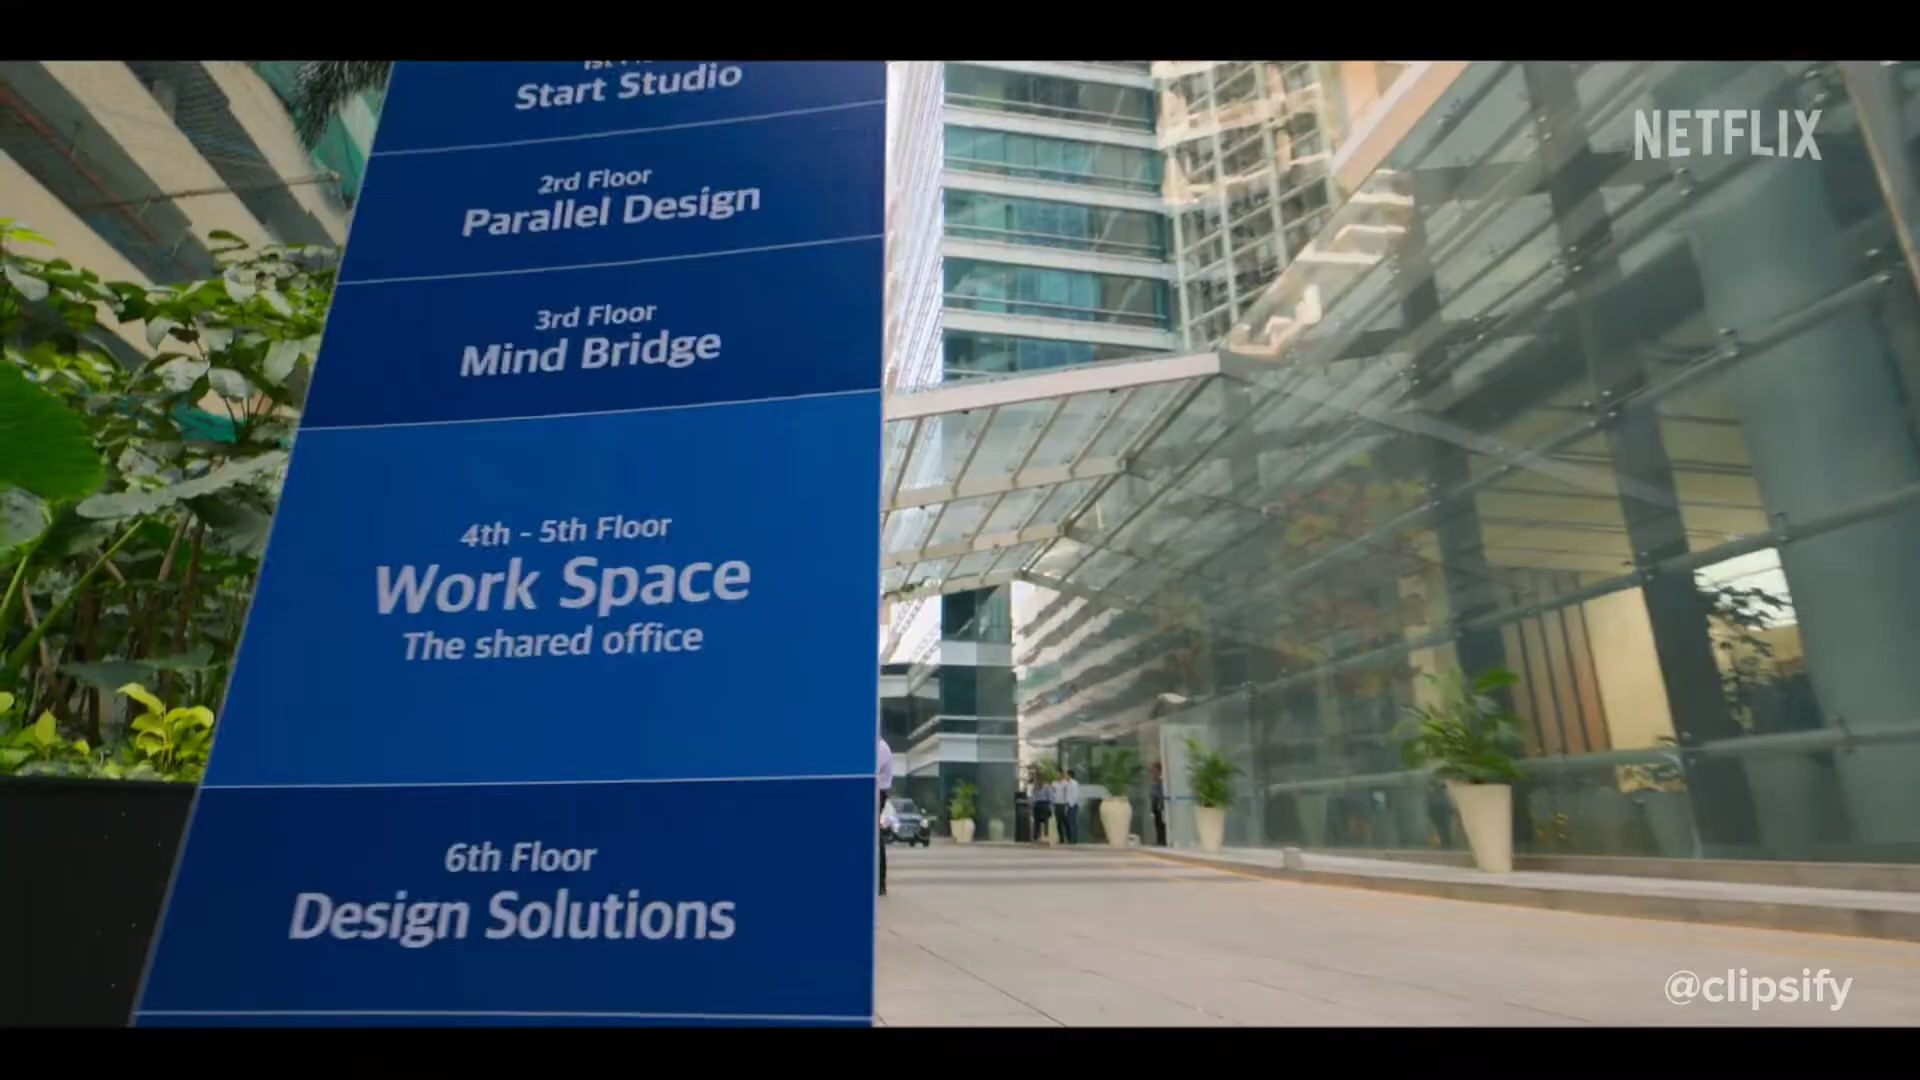 Start Studio
2rd Floor
Parallel Design
3rd Floor
Mind Bridge
4th - 5th Floor
Work Space
The shared office
6th Floor
Design Solutions
NETFLIX
@clipsify